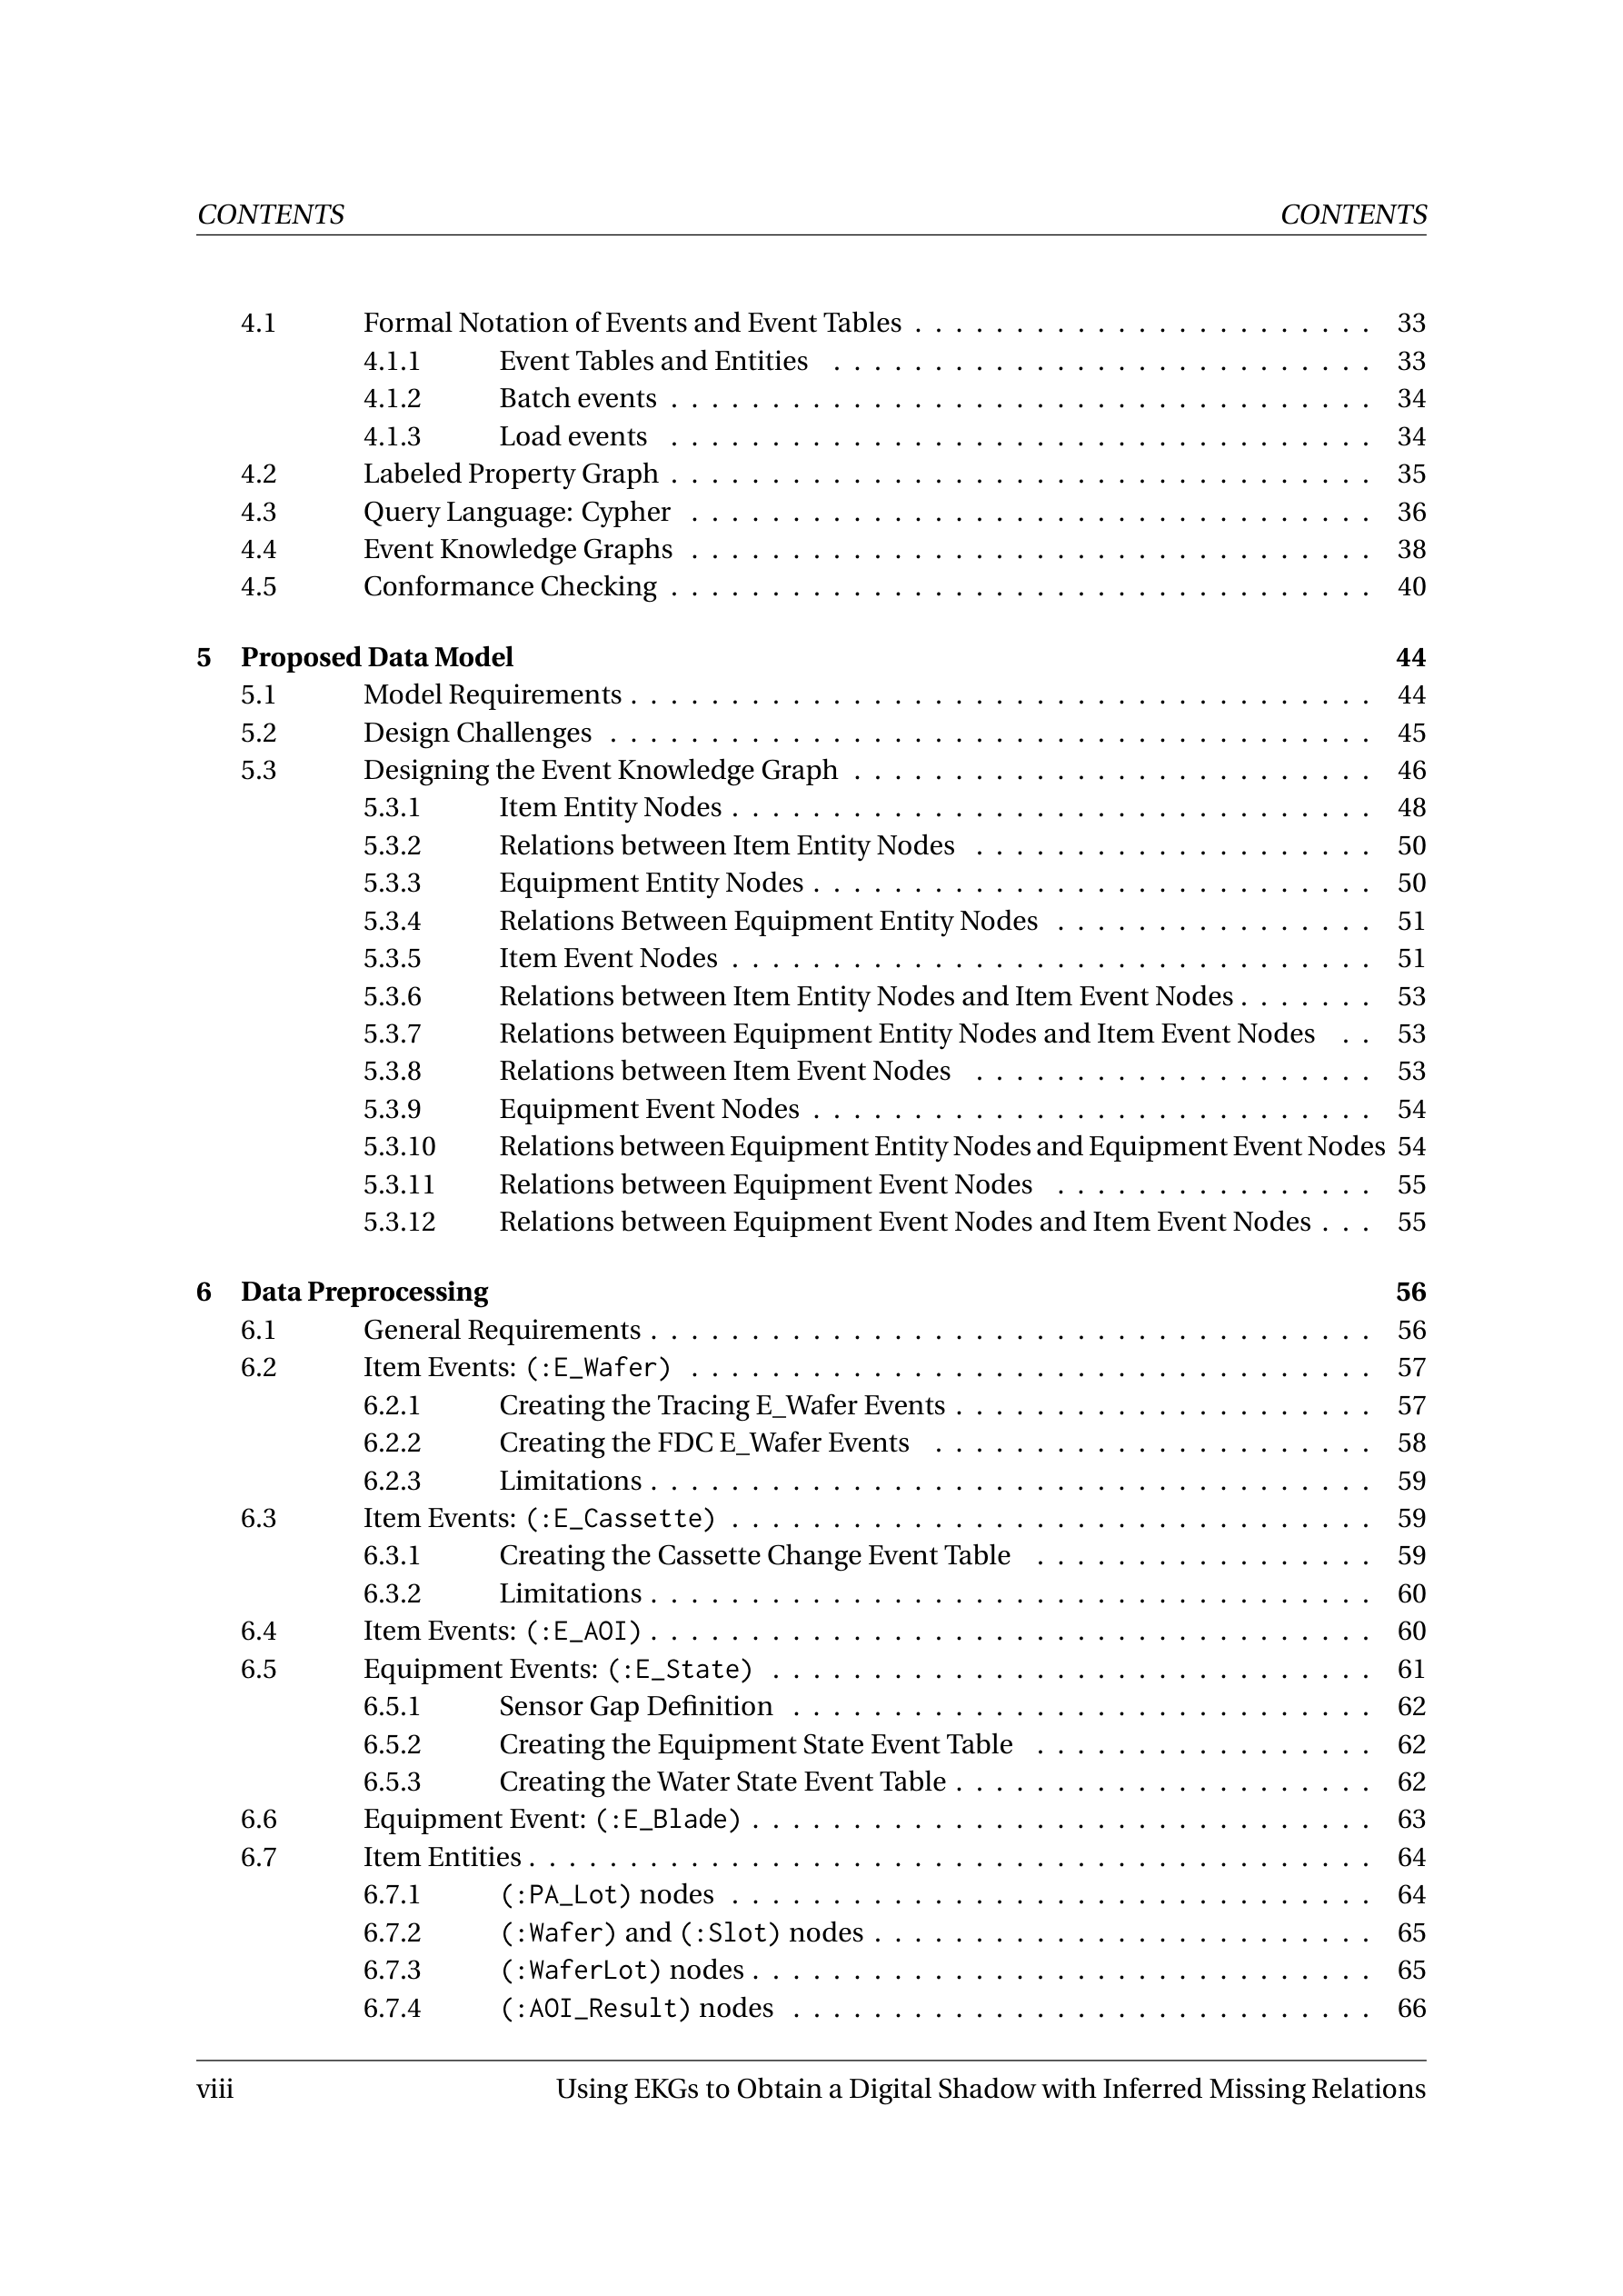 CONTENTS CONTENTS
4.1 Formal Notation of Events and Event Tables . . . . . . . . . . . . . . . . . . . . . . . 33
4.1.1 Event Tables and Entities . . . . . . . . . . . . . . . . . . . . . . . . . . . 33
4.1.2 Batch events . . . . . . . . . . . . . . . . . . . . . . . . . . . . . . . . . . . 34
4.1.3 Load events . . . . . . . . . . . . . . . . . . . . . . . . . . . . . . . . . . . 34
4.2 Labeled Property Graph . . . . . . . . . . . . . . . . . . . . . . . . . . . . . . . . . . . 35
4.3 Query Language: Cypher . . . . . . . . . . . . . . . . . . . . . . . . . . . . . . . . . . 36
4.4 Event Knowledge Graphs . . . . . . . . . . . . . . . . . . . . . . . . . . . . . . . . . . 38
4.5 Conformance Checking . . . . . . . . . . . . . . . . . . . . . . . . . . . . . . . . . . . 40
5 Proposed Data Model 44
5.1 Model Requirements . . . . . . . . . . . . . . . . . . . . . . . . . . . . . . . . . . . . . 44
5.2 Design Challenges . . . . . . . . . . . . . . . . . . . . . . . . . . . . . . . . . . . . . . 45
5.3 Designing the Event Knowledge Graph . . . . . . . . . . . . . . . . . . . . . . . . . . 46
5.3.1 Item Entity Nodes . . . . . . . . . . . . . . . . . . . . . . . . . . . . . . . . 48
5.3.2 Relations between Item Entity Nodes . . . . . . . . . . . . . . . . . . . . 50
5.3.3 Equipment Entity Nodes . . . . . . . . . . . . . . . . . . . . . . . . . . . . 50
5.3.4 Relations Between Equipment Entity Nodes . . . . . . . . . . . . . . . . 51
5.3.5 Item Event Nodes . . . . . . . . . . . . . . . . . . . . . . . . . . . . . . . . 51
5.3.6 Relations between Item Entity Nodes and Item Event Nodes . . . . . . . 53
5.3.7 Relations between Equipment Entity Nodes and Item Event Nodes . . 53
5.3.8 Relations between Item Event Nodes . . . . . . . . . . . . . . . . . . . . 53
5.3.9 Equipment Event Nodes . . . . . . . . . . . . . . . . . . . . . . . . . . . . 54
5.3.10 Relations between Equipment Entity Nodes and Equipment Event Nodes 54
5.3.11 Relations between Equipment Event Nodes . . . . . . . . . . . . . . . . 55
5.3.12 Relations between Equipment Event Nodes and Item Event Nodes . . . 55
6 Data Preprocessing 56
6.1 General Requirements . . . . . . . . . . . . . . . . . . . . . . . . . . . . . . . . . . . . 56
6.2 Item Events: (:E_Wafer) . . . . . . . . . . . . . . . . . . . . . . . . . . . . . . . . . . 57
6.2.1 Creating the Tracing E_Wafer Events . . . . . . . . . . . . . . . . . . . . . 57
6.2.2 Creating the FDC E_Wafer Events . . . . . . . . . . . . . . . . . . . . . . 58
6.2.3 Limitations . . . . . . . . . . . . . . . . . . . . . . . . . . . . . . . . . . . . 59
6.3 Item Events: (:E_Cassette) . . . . . . . . . . . . . . . . . . . . . . . . . . . . . . . . 59
6.3.1 Creating the Cassette Change Event Table . . . . . . . . . . . . . . . . . 59
6.3.2 Limitations . . . . . . . . . . . . . . . . . . . . . . . . . . . . . . . . . . . . 60
6.4 Item Events: (:E_AOI) . . . . . . . . . . . . . . . . . . . . . . . . . . . . . . . . . . . . 60
6.5 Equipment Events: (:E_State) . . . . . . . . . . . . . . . . . . . . . . . . . . . . . . 61
6.5.1 Sensor Gap Definition . . . . . . . . . . . . . . . . . . . . . . . . . . . . . 62
6.5.2 Creating the Equipment State Event Table . . . . . . . . . . . . . . . . . 62
6.5.3 Creating the Water State Event Table . . . . . . . . . . . . . . . . . . . . . 62
6.6 Equipment Event: (:E_Blade) . . . . . . . . . . . . . . . . . . . . . . . . . . . . . . . 63
6.7 Item Entities . . . . . . . . . . . . . . . . . . . . . . . . . . . . . . . . . . . . . . . . . . 64
6.7.1 (:PA_Lot) nodes . . . . . . . . . . . . . . . . . . . . . . . . . . . . . . . . 64
6.7.2 (:Wafer) and (:Slot) nodes . . . . . . . . . . . . . . . . . . . . . . . . . 65
6.7.3 (:WaferLot) nodes . . . . . . . . . . . . . . . . . . . . . . . . . . . . . . . 65
6.7.4 (:AOI_Result) nodes . . . . . . . . . . . . . . . . . . . . . . . . . . . . . 66
viii Using EKGs to Obtain a Digital Shadow with Inferred Missing Relations